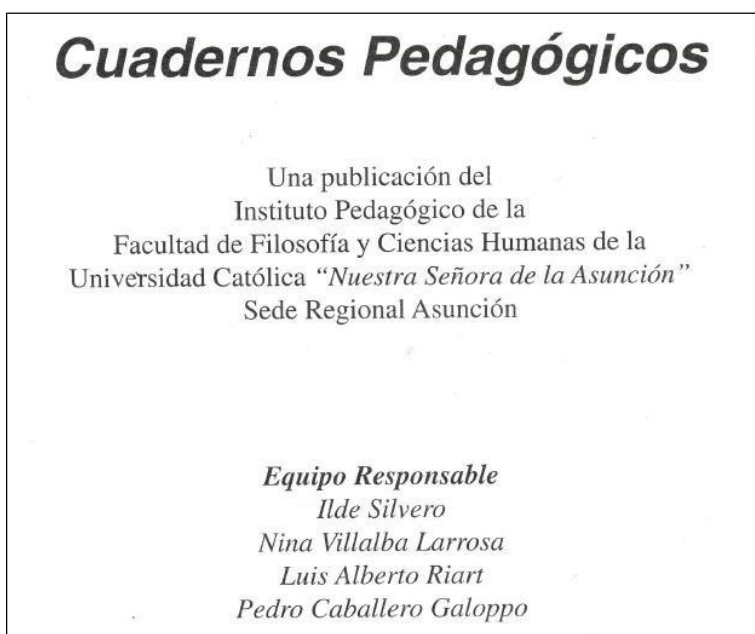 Cuadernos Pedagógicos
Una publicación del
Instituto Pedagógico de la
Facultad de Filosofía y Ciencias Humanas de la
Universidad Católica "Nuestra Señora de la Asunción"
Sede Regional Asunción
Equipo Responsable
Ilde Silvero
Nina Villalba Larrosa
Luis Alberto Riart
Pedro Caballero Galoppo